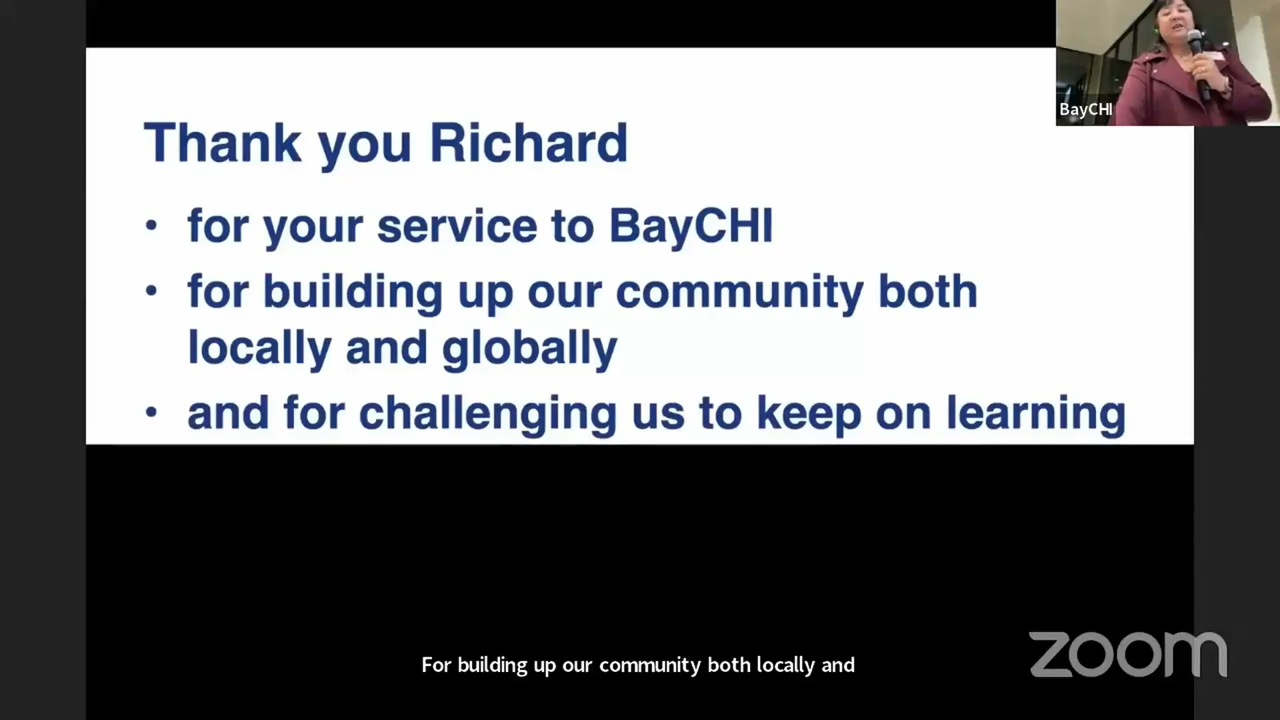 BayCHI
Thank you Richard
• for your service to BayCHI
• for building up our community both
locally and globally
• and for challenging us to keep on learning
For building up our community both locally and
zoom